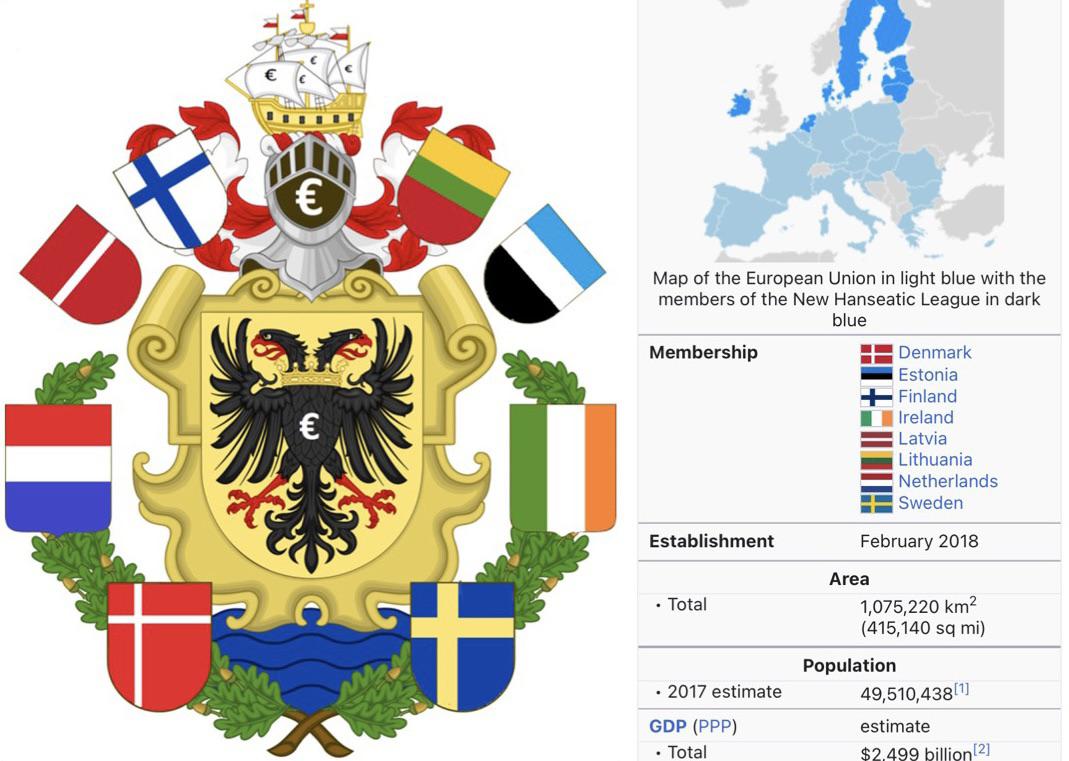 €
€
€
€
€
€
Map of the European Union in light blue with the
members of the New Hanseatic League in dark
blue
Membership
Denmark
Estonia
Finland
Ireland
Latvia
Lithuania
Netherlands
Sweden
Establishment February 2018
Area
• Total 1,075,220 km²
(415,140 sq mi)
Population
• 2017 estimate 49,510,438[1]
GDP (PPP) estimate
• Total $2.499 billion[2]